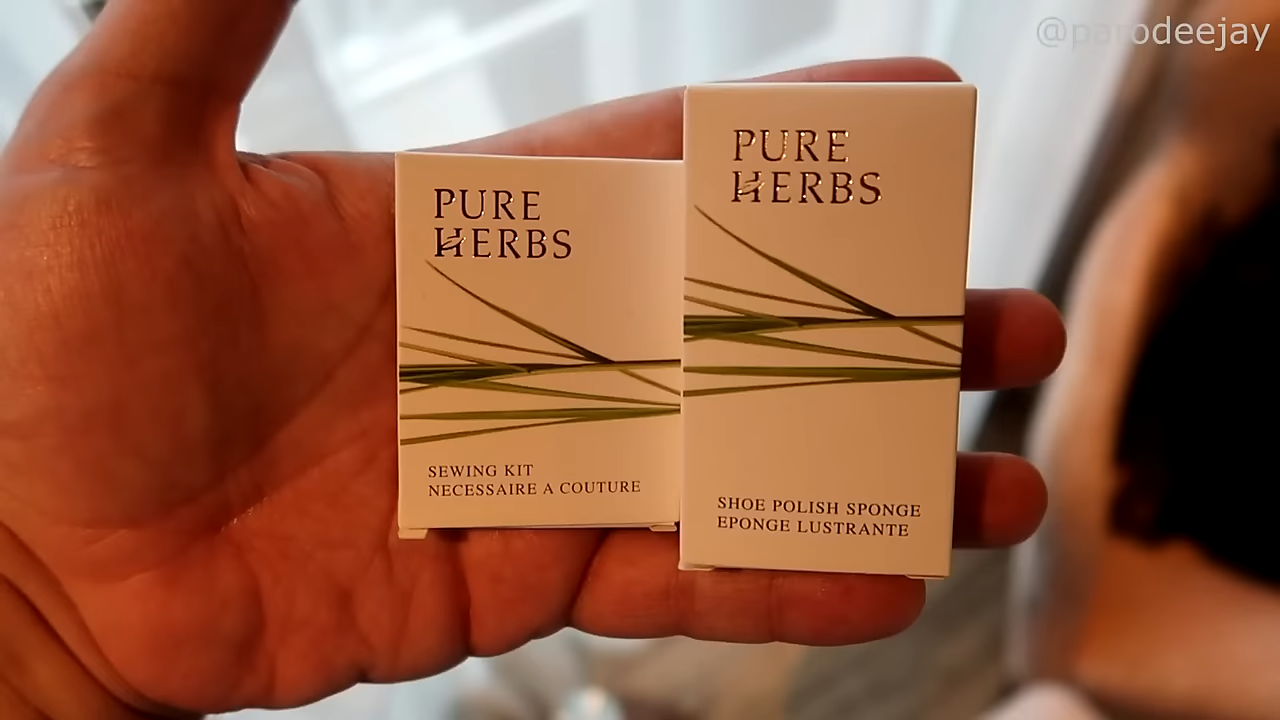 @parodeejay
PURE
HERBS
SEWING KIT
NECESSAIRE A COUTURE
PURE
HERBS
SHOE POLISH SPONGE
EPONGE LUSTRANTE